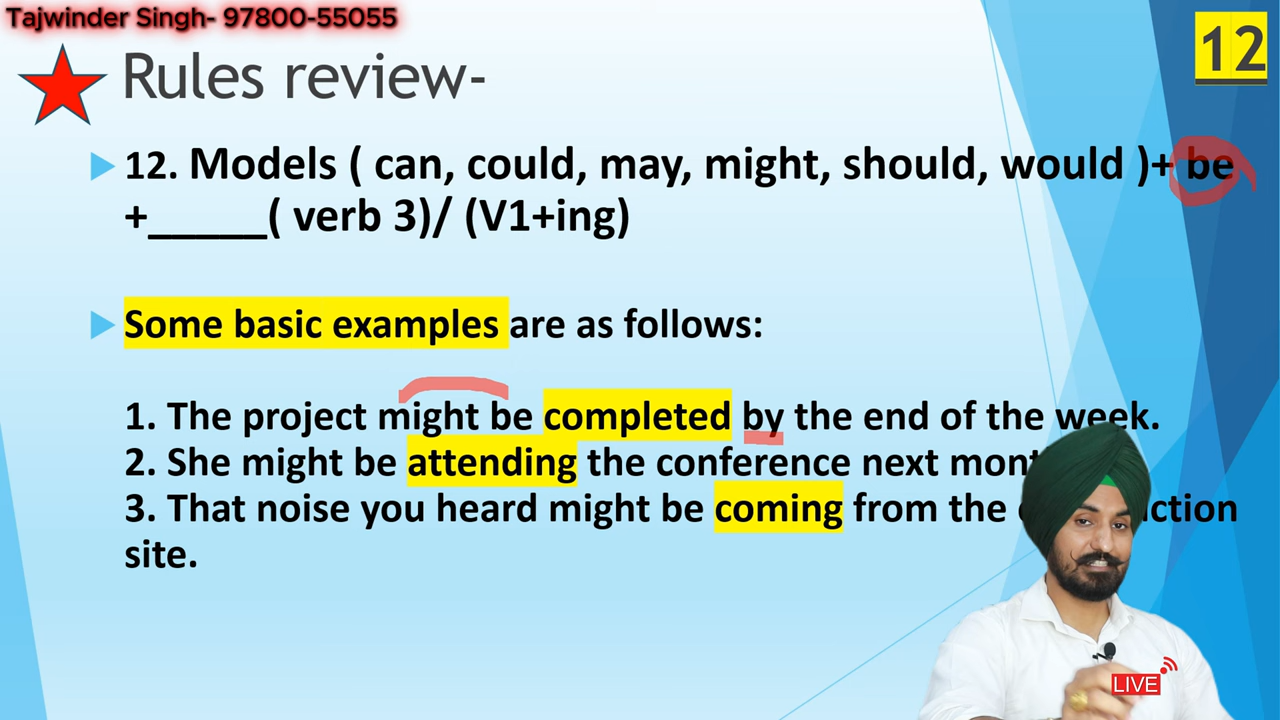 Tajwinder Singh- 97800-55055
12
Rules review-
12. Models ( can, could, may, might, should, would )+ be
+_____( verb 3)/ (V1+ing)
Some basic examples are as follows:
1. The project might be completed by the end of the week.
2. She might be attending the conference next
3. That noise you heard might be coming from the
site.
LIVE